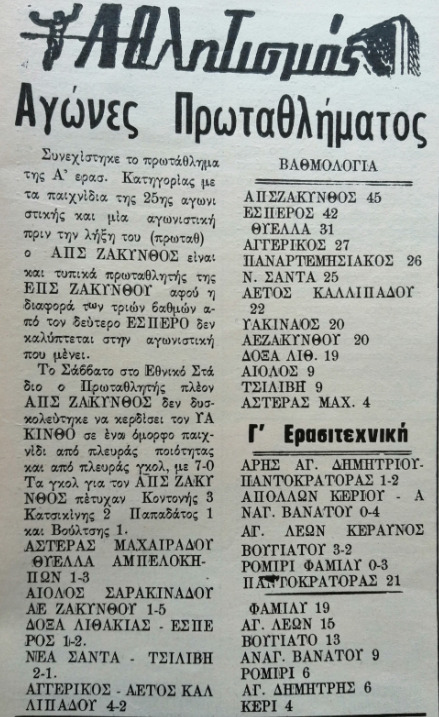 Αθλητισμός
Αγώνες Πρωταθλήματος
Συνεχίστηκε το πρωτάθλημα
της Α' ερασ. Κατηγορίας με
τα παιχνίδια της 25ης αγωνι
στικής και μία αγωνιστική
πριν την λήξη του (πρωταθ)
ο ΑΠΣ ΖΑΚΥΝΘΟΣ είναι
και τυπικά πρωταθλητής της
ΕΠΣ ΖΑΚΥΝΘΟΥ αφού η
διαφορά των τριών βαθμών α-
πό τον δεύτερο ΕΣΠΕΡΟ δεν
καλύπτεται στην αγωνιστική
που μένει.
Το Σάββατο στο Εθνικό Στά
διο ο Πρωταθλητής πλέον
ΑΠΣ ΖΑΚΥΝΘΟΣ δεν δυσ-
κολεύτηκε να κερδίσει τον ΥΑ
ΚΙΝΘΟ σε ένα όμορφο παιχ-
νίδι από πλευράς ποιότητας
και από πλευράς γκολ, με 7-0
Τα γκολ για τον ΑΠΣ ΖΑΚΥ
ΝΘΟΣ πέτυχαν Κοντονής 3
Κατσικίνης 2 Παπαδάτος 1
και Βούλτσης 1.
ΑΣΤΕΡΑΣ ΜΑΧΑΙΡΑΔΟΥ
ΘΥΕΛΛΑ ΑΜΠΕΛΟΚΗ-
ΠΩΝ 1-3
ΑΙΟΛΟΣ ΣΑΡΑΚΙΝΑΔΟΥ
ΑΕ ΖΑΚΥΝΘΟΥ 1-5
ΔΟΞΑ ΛΙΘΑΚΙΑΣ - ΕΣΠΕ
ΡΟΣ 1-2.
ΝΕΑ ΣΑΝΤΑ - ΤΣΙΛΙΒΗ
2-1.
ΑΓΓΕΡΙΚΟΣ - ΑΕΤΟΣ ΚΑΛ
ΛΙΠΑΔΟΥ 4-2
ΒΑΘΜΟΛΟΓΙΑ
ΑΠΣΖΑΚΥΝΘΟΣ 45
ΕΣΠΕΡΟΣ 42
ΘΥΕΛΛΑ 31
ΑΓΓΕΡΙΚΟΣ 27
ΠΑΝΑΡΤΕΜΗΣΙΑΚΟΣ 26
Ν. ΣΑΝΤΑ 25
ΑΕΤΟΣ ΚΑΛΛΙΠΑΔΟΥ
22
ΥΑΚΙΝΑΟΣ 20
ΑΕΖΑΚΥΝΘΟΥ 20
ΔΟΞΑ ΛΙΘ. 19
ΑΙΟΛΟΣ 9
ΤΣΙΛΙΒΗ 9
ΑΣΤΕΡΑΣ ΜΑΧ. 4
Γ' Ερασιτεχνική
ΑΡΗΣ ΑΓ. ΔΗΜΗΤΡΙΟΥ-
ΠΑΝΤΟΚΡΑΤΟΡΑΣ 1-2
ΑΠΟΛΛΩΝ ΚΕΡΙΟΥ - Α
ΝΑΓ. ΒΑΝΑΤΟΥ 0-4
ΑΓ. ΛΕΩΝ ΚΕΡΑΥΝΟΣ
ΒΟΥΓΙΑΤΟΥ 3-2
ΡΟΜΙΡΙ ΦΑΜΙΛΥ 0-3
ΠΑΝΤΟΚΡΑΤΟΡΑΣ 21
ΦΑΜΙΛΥ 19
ΑΓ. ΛΕΩΝ 15
ΒΟΥΓΙΑΤΟ 13
ΑΝΑΓ. ΒΑΝΑΤΟΥ 9
ΡΟΜΙΡΙ 6
ΑΓ. ΔΗΜΗΤΡΗΣ 6
ΚΕΡΙ 4